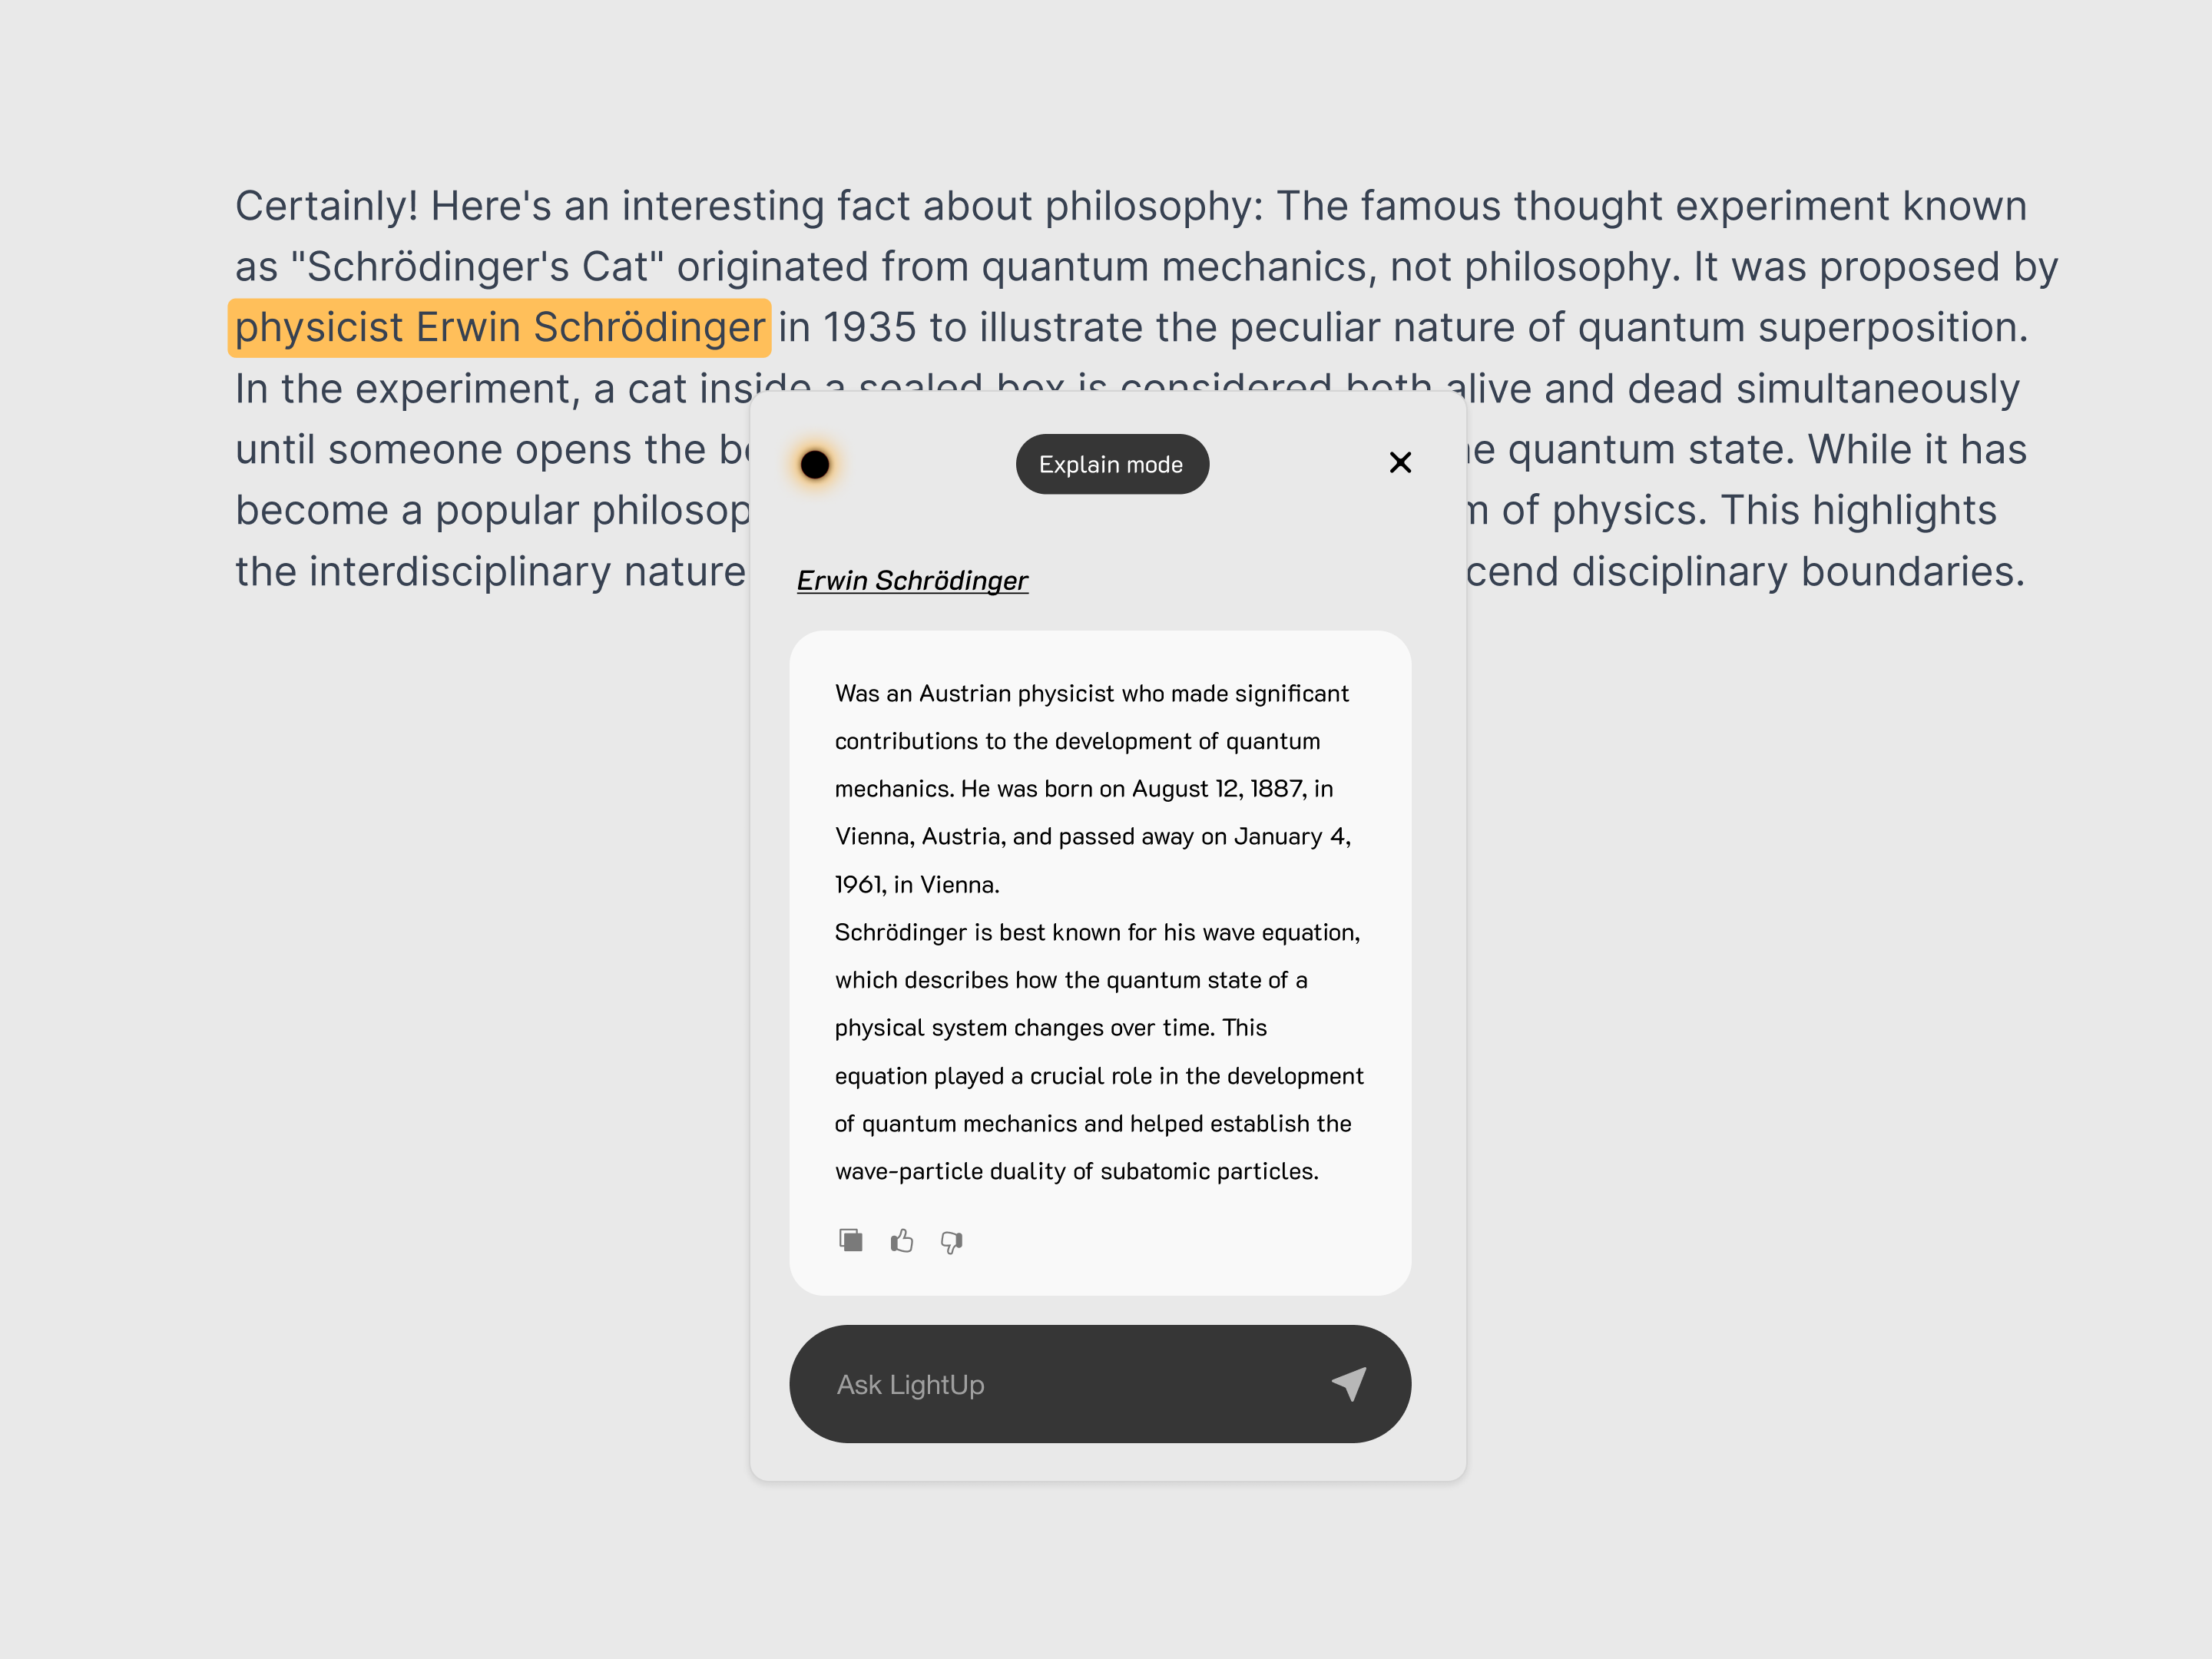 Certainly! Here's an interesting fact about philosophy: The famous thought experiment known
as "Schrödinger's Cat" originated from quantum mechanics, not philosophy. It was proposed by
physicist Erwin Schrödinger in 1935 to illustrate the peculiar nature of quantum superposition.
In the experiment, a cat inside a sealed box is considered both alive and dead simultaneously
until someone opens the quantum state. While it has
become a popular of physics. This highlights
the interdisciplinary nature disciplinary boundaries.
Explain mode
Erwin Schrödinger
Was an Austrian physicist who made significant
contributions to the development of quantum
mechanics. He was born on August 12, 1887, in
Vienna, Austria, and passed away on January 4,
1961, in Vienna.
Schrödinger is best known for his wave equation,
which describes how the quantum state of a
physical system changes over time. This
equation played a crucial role in the development
of quantum mechanics and helped establish the
wave-particle duality of subatomic particles.
Ask LightUp